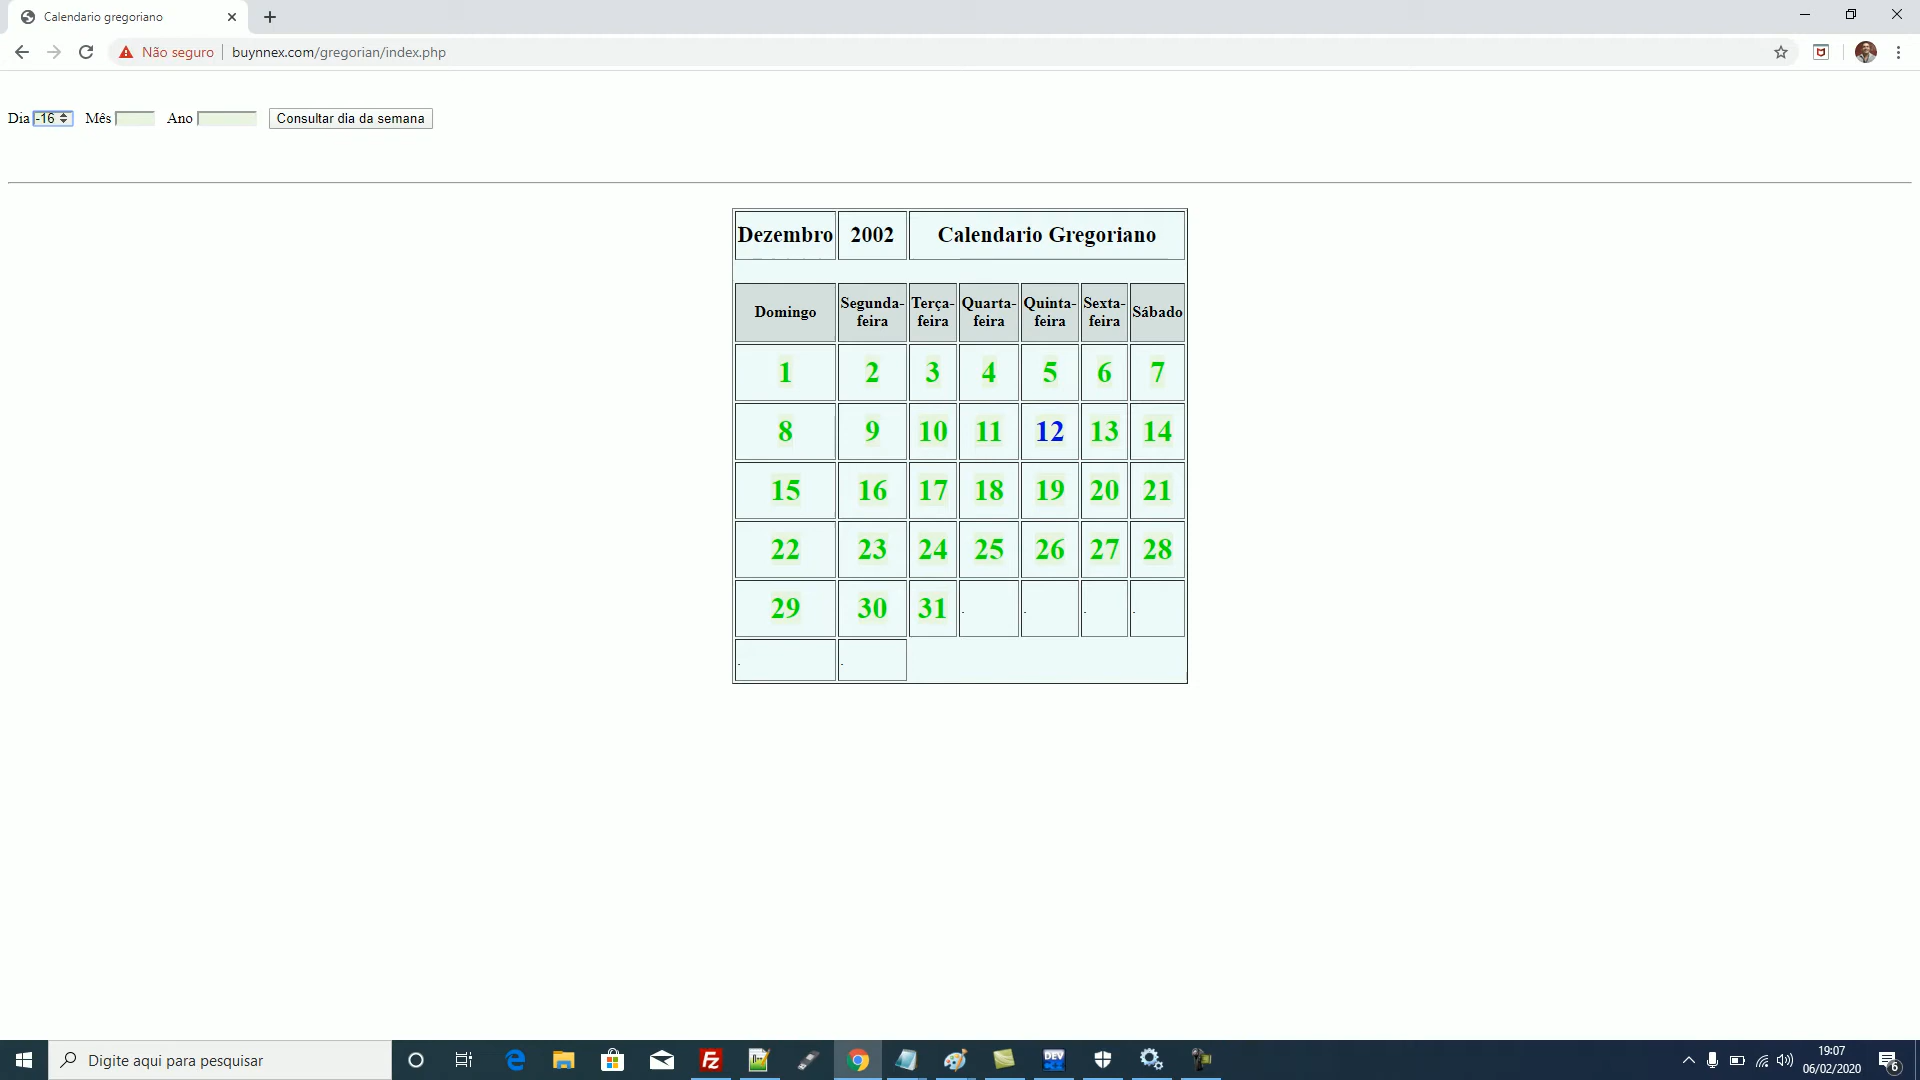 Calendario gregoriano
Não seguro buynnex.com/gregorian/index.php
Dia -16 Mês Ano Consultar dia da semana
Dezembro 2002 Calendario Gregoriano
Domingo Segunda-feira Terça-feira Quarta-feira Quinta-feira Sexta-feira Sábado
1 2 3 4 5 6 7
8 9 10 11 12 13 14
15 16 17 18 19 20 21
22 23 24 25 26 27 28
29 30 31 . . . .
. .
Digite aqui para pesquisar
DEV
19:07
06/02/2020
6